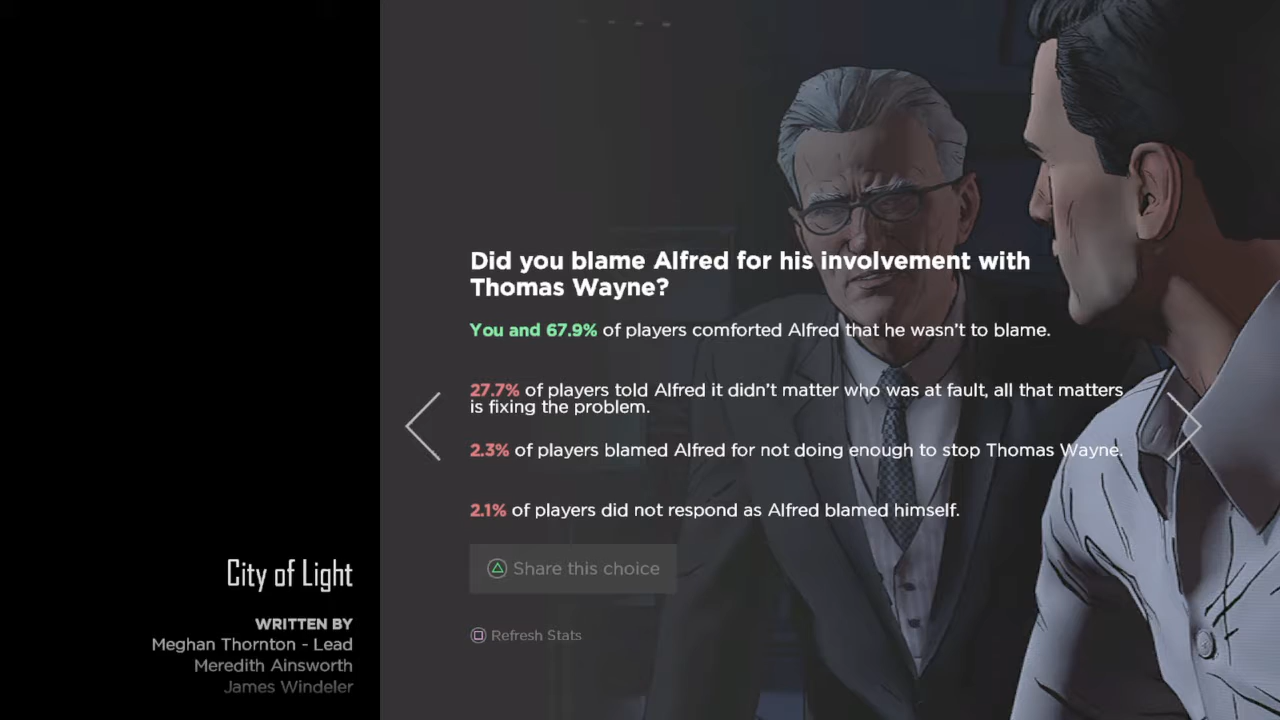 Did you blame Alfred for his involvement with
Thomas Wayne?
You and 67.9% of players comforted Alfred that he wasn't to blame.
27.7% of players told Alfred it didn't matter who was at fault, all that matters
is fixing the problem.
2.3% of players blamed Alfred for not doing enough to stop Thomas Wayne.
2.1% of players did not respond as Alfred blamed himself.
Share this choice
Refresh Stats
City of Light
WRITTEN BY
Meghan Thornton - Lead
Meredith Ainsworth
James Windeler